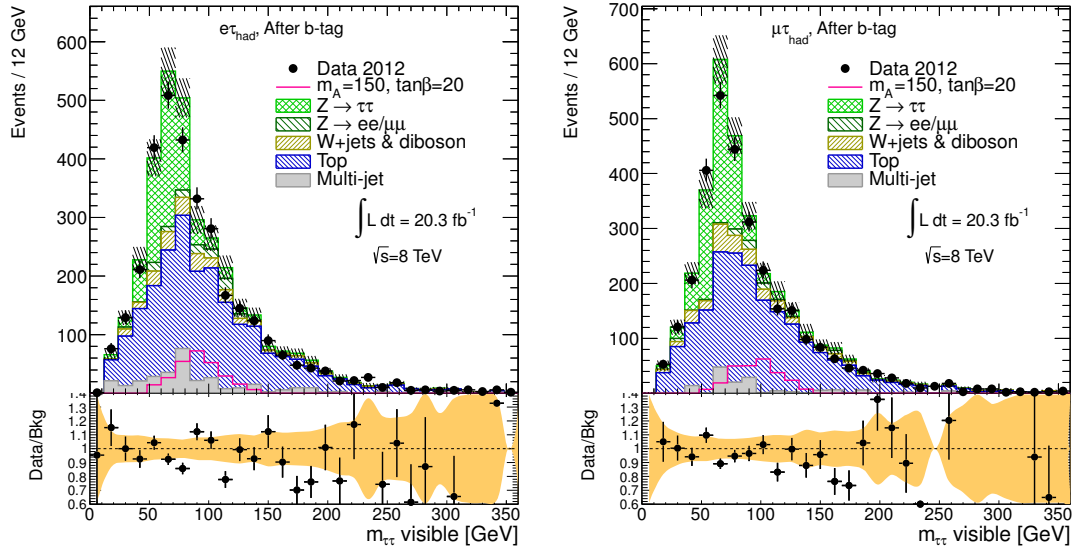 Events / 12 GeV
600
500
400
300
200
100
eτhad, After b-tag
Data 2012
mA=150, tanβ=20
Z → ττ
Z → ee/μμ
W+jets & diboson
Top
Multi-jet
∫ L dt = 20.3 fb-1
√s=8 TeV
Data/Bkg
1.4
1.3
1.2
1.1
1
0.9
0.8
0.7
0.6
0 50 100 150 200 250 300 350
mττ visible [GeV]
Events / 12 GeV
700
600
500
400
300
200
100
μτhad, After b-tag
Data 2012
mA=150, tanβ=20
Z → ττ
Z → ee/μμ
W+jets & diboson
Top
Multi-jet
∫ L dt = 20.3 fb-1
√s=8 TeV
Data/Bkg
1.4
1.3
1.2
1.1
1
0.9
0.8
0.7
0.6
0 50 100 150 200 250 300 350
mττ visible [GeV]